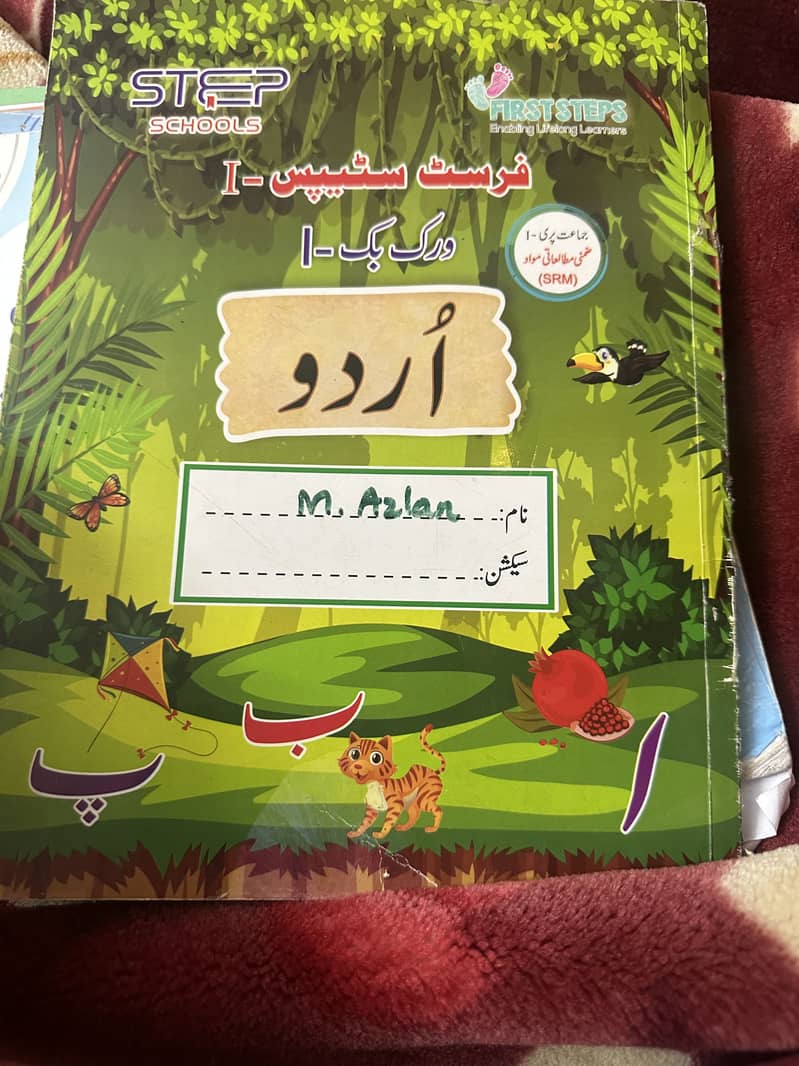 STEP
SCHOOLS
FIRST STEPS
Enabling Lifelong Learners
فرسٹ سٹیپس - I
ورک بک - I
جماعت پری - I
ضمنی مطالعاتی مواد
(SRM)
اُردو
نام: M. Azlan
سیکشن:
ا
ب
پ